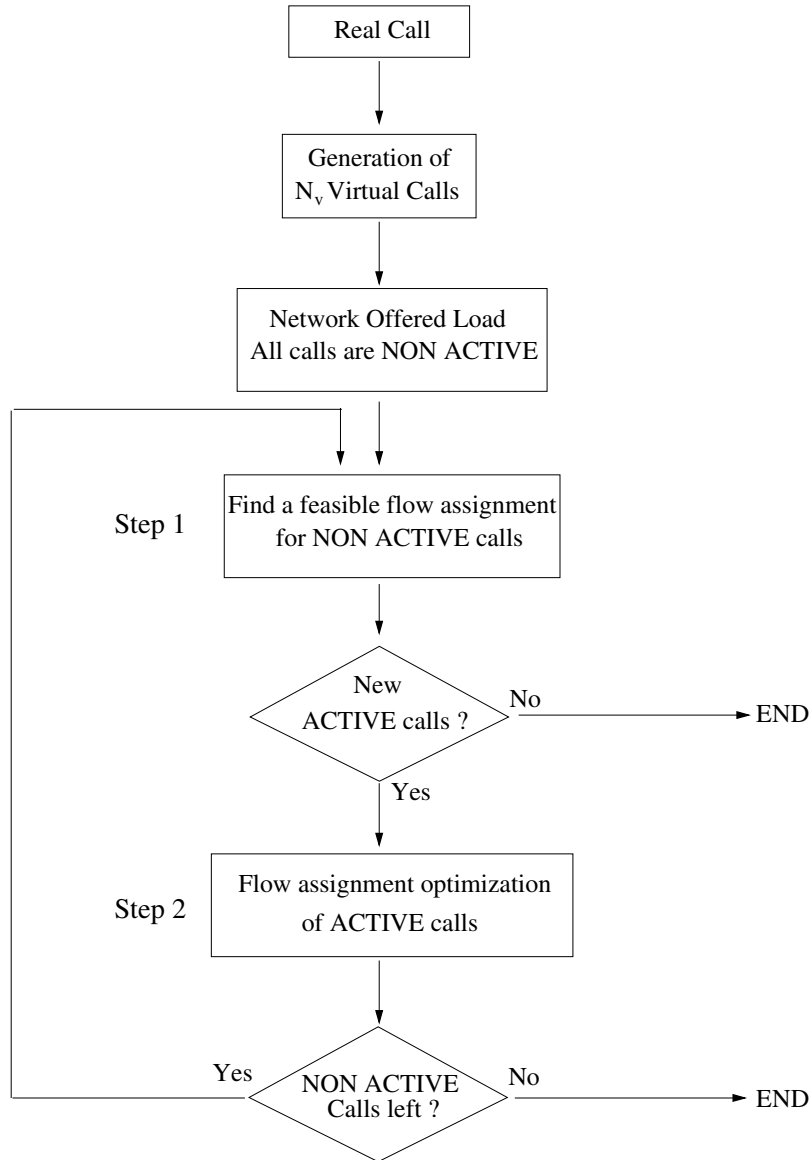 Real Call
Generation of
Nv Virtual Calls
Network Offered Load
All calls are NON ACTIVE
Step 1
Find a feasible flow assignment
for NON ACTIVE calls
New
ACTIVE calls ?
No
END
Yes
Step 2
Flow assignment optimization
of ACTIVE calls
Yes
NON ACTIVE
Calls left ?
No
END